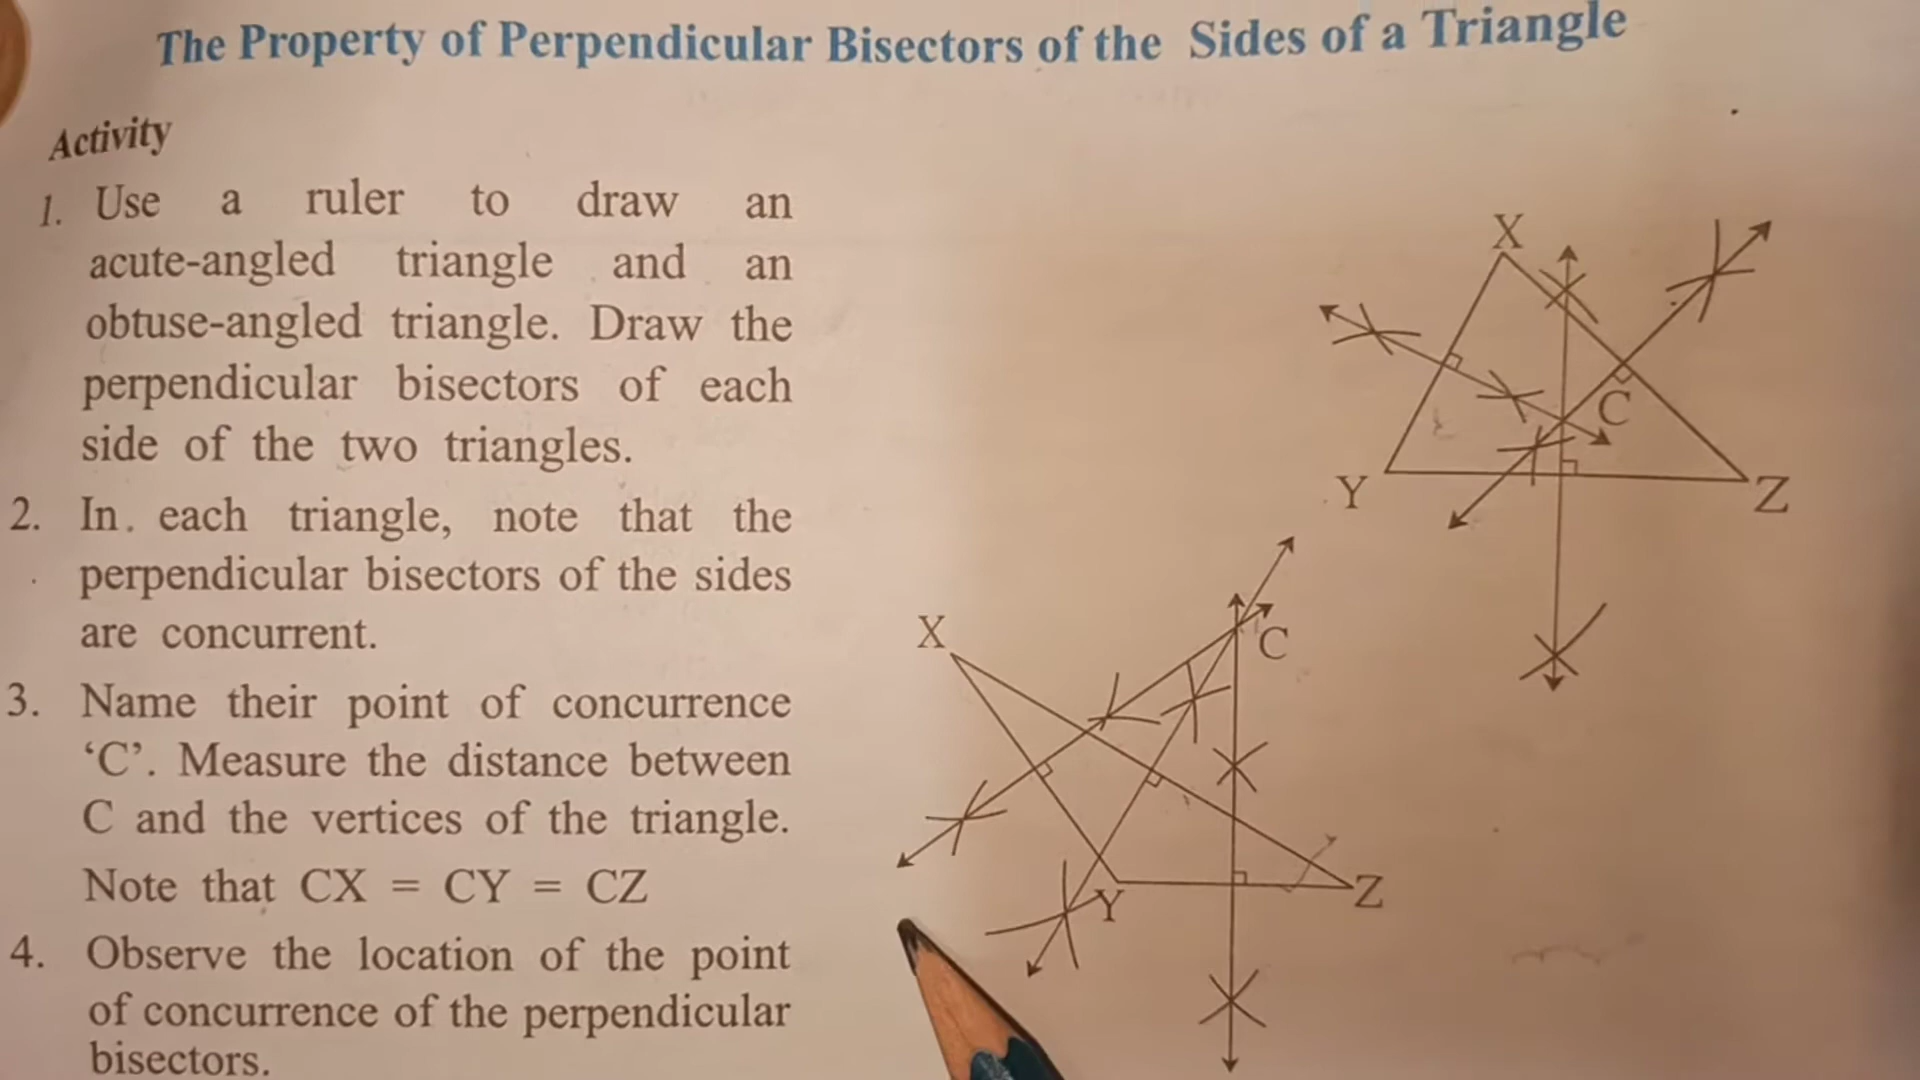 The Property of Perpendicular Bisectors of the Sides of a Triangle
Activity
1. Use a ruler to draw an
acute-angled triangle and an
obtuse-angled triangle. Draw the
perpendicular bisectors of each
side of the two triangles.
2. In each triangle, note that the
perpendicular bisectors of the sides
are concurrent.
3. Name their point of concurrence
‘C’. Measure the distance between
C and the vertices of the triangle.
Note that CX = CY = CZ
4. Observe the location of the point
of concurrence of the perpendicular
bisectors.
X
C
Y
Z
X
C
Y
Z